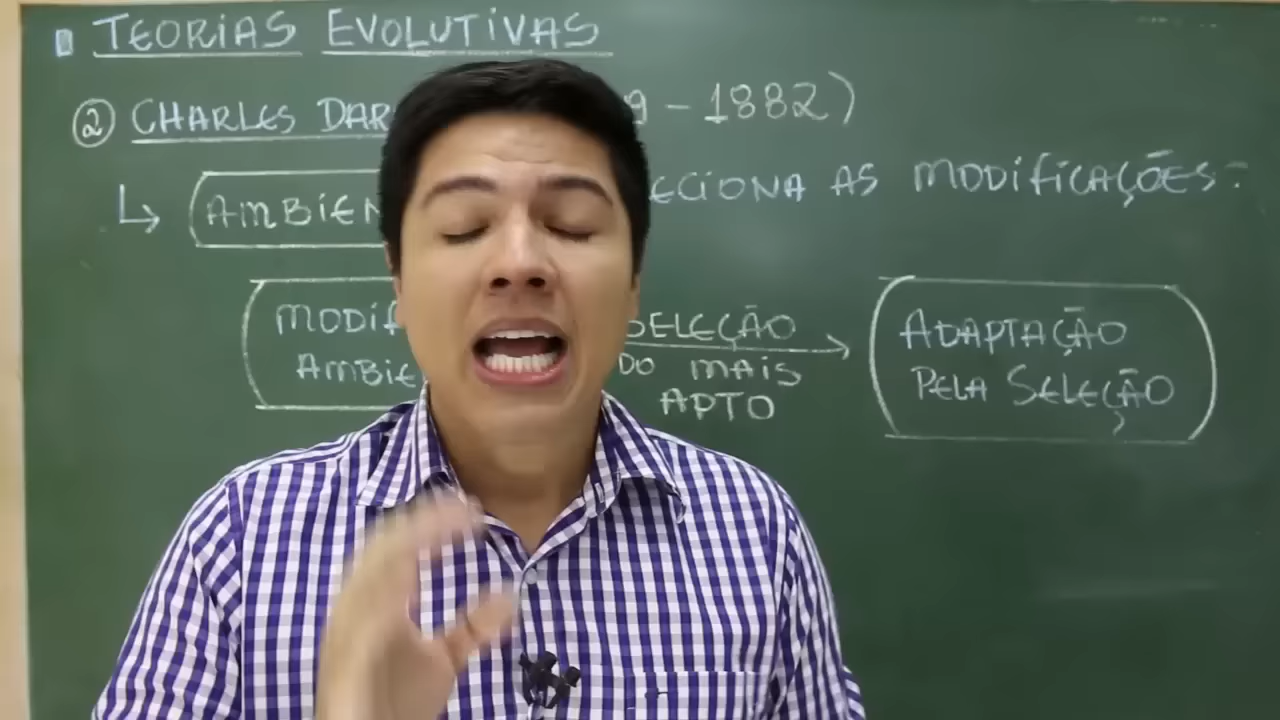 TEORIAS EVOLUTIVAS
② CHARLES DAR 9 - 1882)
↳ AMBIEN ECIONA AS MODIFICAÇÕES:
MODIF SELEÇÃO ADAPTAÇÃO
AMBIE DO MAIS PELA SELEÇÃO
APTO